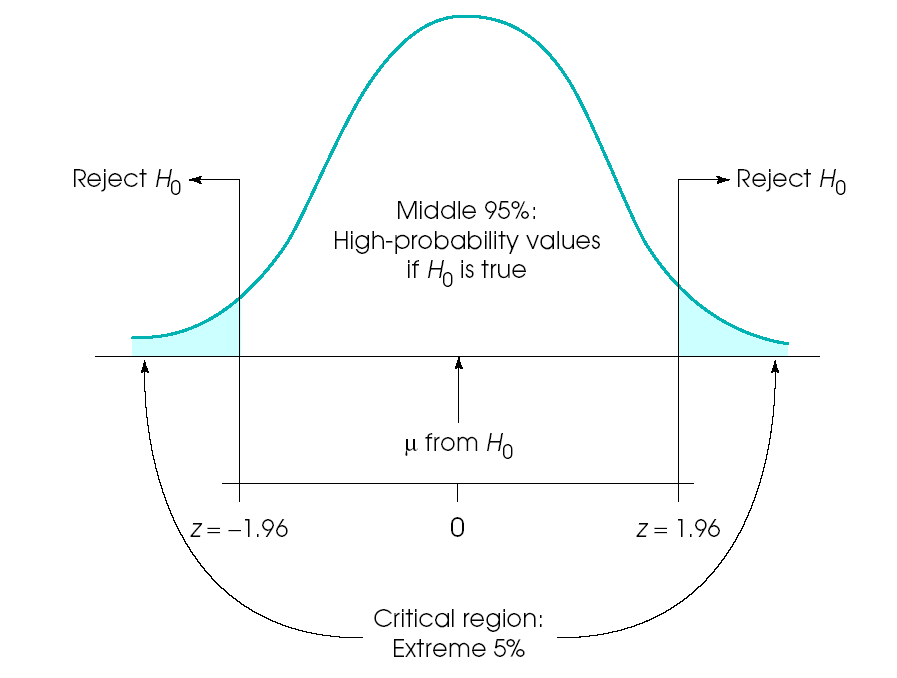 Reject H0
Reject H0
Middle 95%:
High-probability values
if H0 is true
μ from H0
z = –1.96
0
z = 1.96
Critical region:
Extreme 5%